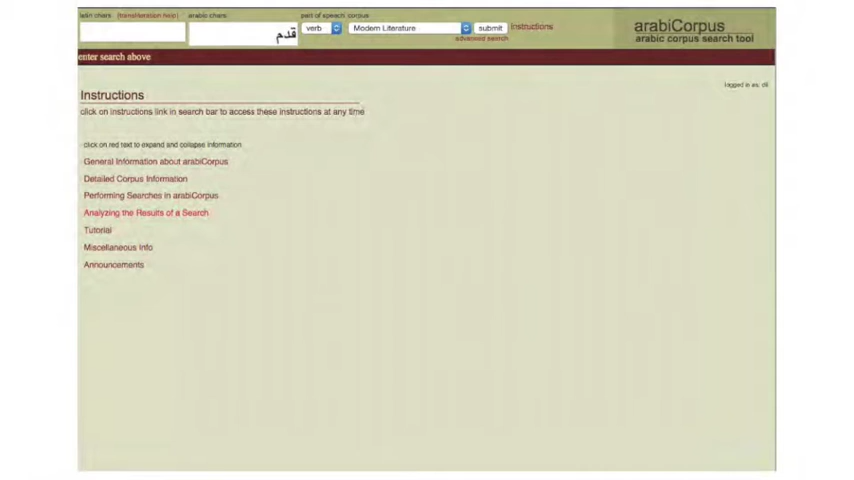 latin chars: (transliteration help) arabic chars: part of speech: corpus:
قدم verb Modern Literature submit instructions
advanced search
arabiCorpus
arabic corpus search tool
enter search above
logged in as: dil
Instructions
click on instructions link in search bar to access these instructions at any time
click on red text to expand and collapse information
General Information about arabiCorpus
Detailed Corpus Information
Performing Searches in arabiCorpus
Analyzing the Results of a Search
Tutorial
Miscellaneous Info
Announcements